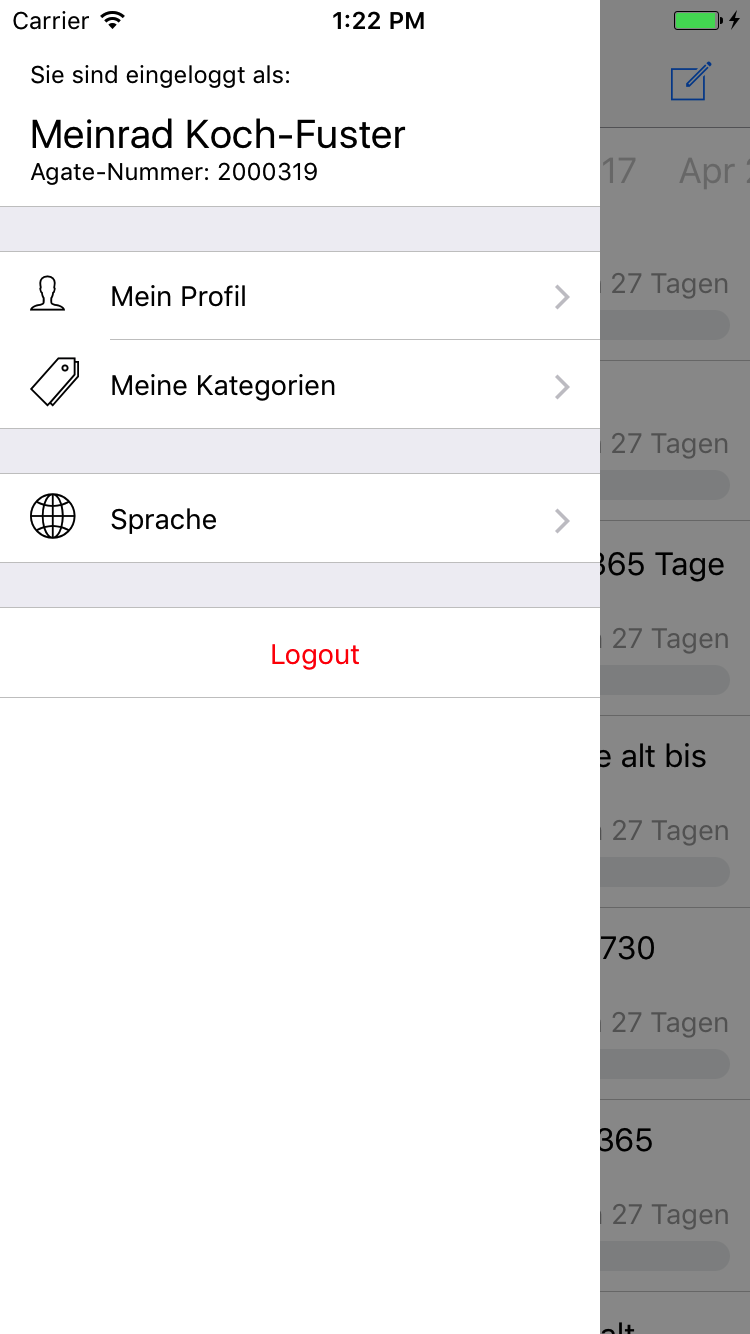 Carrier 1:22 PM
Sie sind eingeloggt als:
Meinrad Koch-Fuster
Agate-Nummer: 2000319
17 Apr
27 Tagen
Mein Profil
Meine Kategorien
27 Tagen
Sprache
365 Tage
27 Tagen
Logout
alt bis
27 Tagen
730
27 Tagen
365
27 Tagen
alt